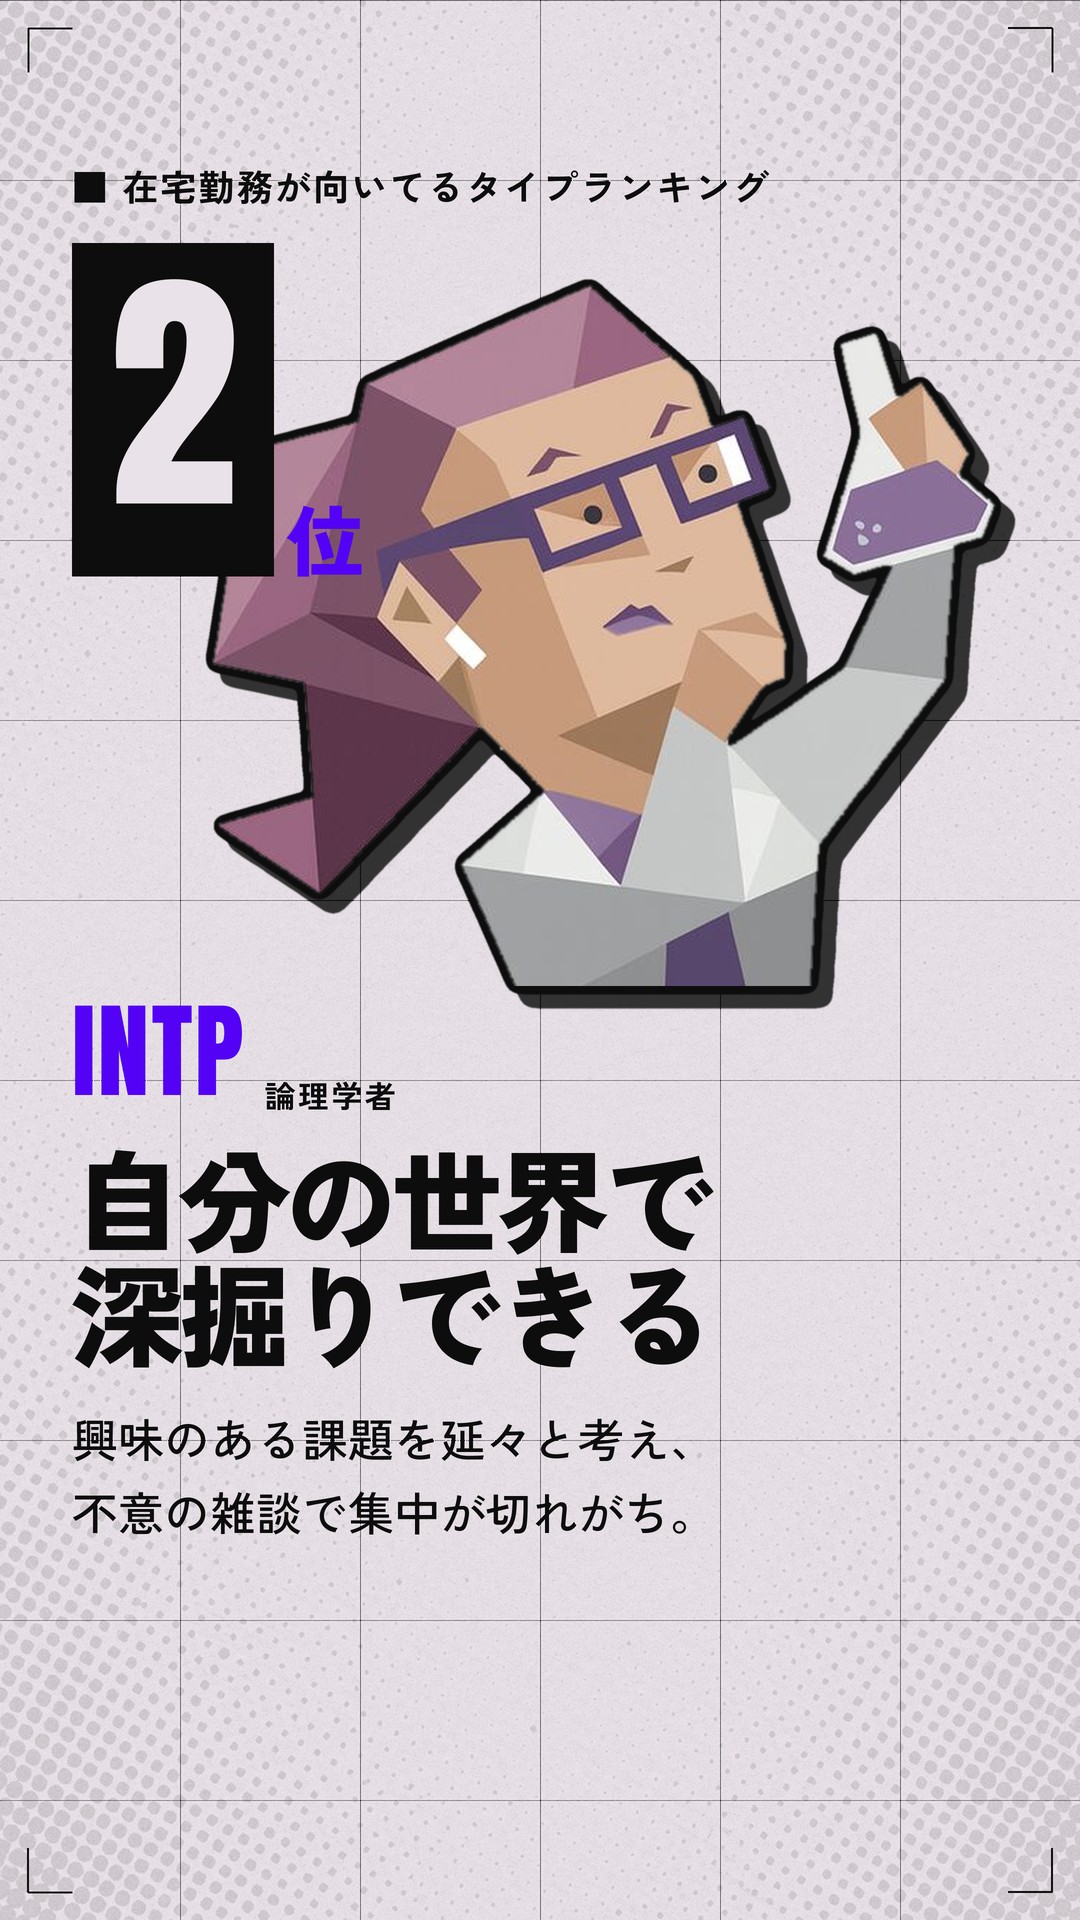 ■ 在宅勤務が向いてるタイプランキング
2位
INTP 論理学者
自分の世界で
深掘りできる
興味のある課題を延々と考え、
不意の雑談で集中が切れがち。